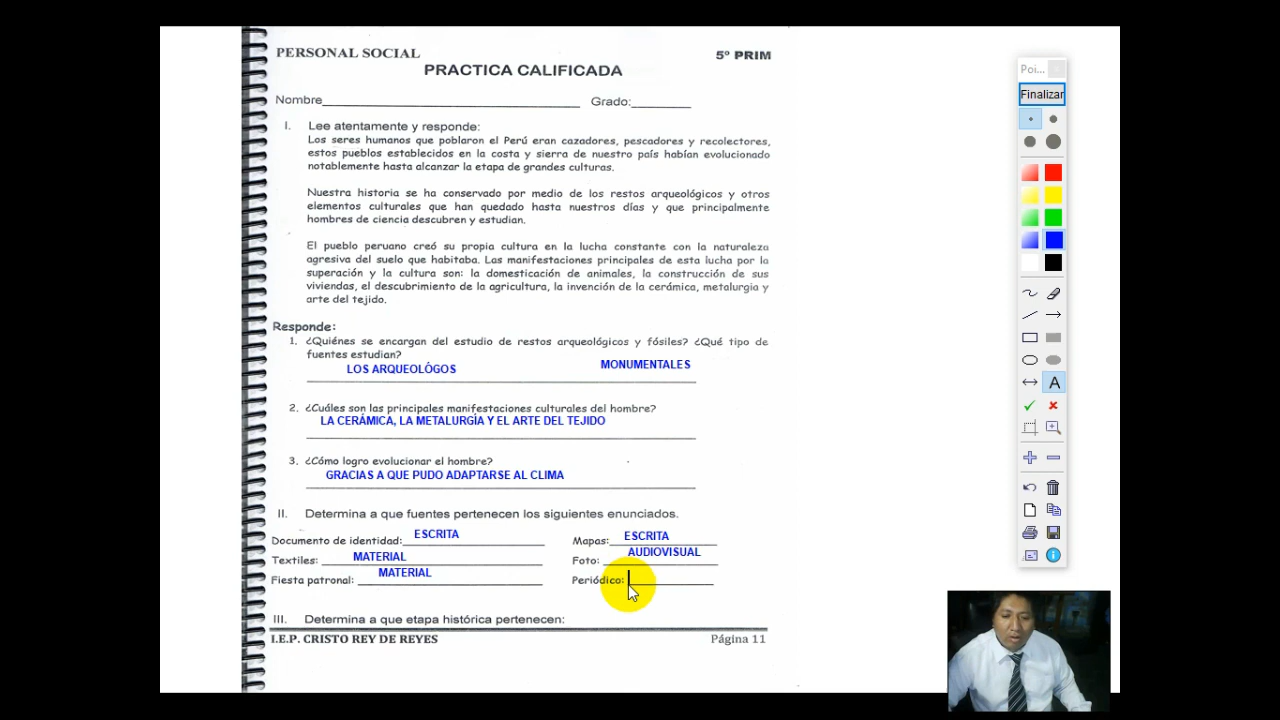 PERSONAL SOCIAL 5º PRIM
PRACTICA CALIFICADA
Nombre Grado:
I. Lee atentamente y responde:
Los seres humanos que poblaron el Perú eran cazadores, pescadores y recolectores,
estos pueblos establecidos en la costa y sierra de nuestro país habían evolucionado
notablemente hasta alcanzar la etapa de grandes culturas.
Nuestra historia se ha conservado por medio de los restos arqueológicos y otros
elementos culturales que han quedado hasta nuestros días y que principalmente
hombres de ciencia descubren y estudian.
El pueblo peruano creó su propia cultura en la lucha constante con la naturaleza
agresiva del suelo que habitaba. Las manifestaciones principales de esta lucha por la
superación y la cultura son: la domesticación de animales, la construcción de sus
viviendas, el descubrimiento de la agricultura, la invención de la cerámica, metalurgia y
arte del tejido.
Responde:
1. ¿Quiénes se encargan del estudio de restos arqueológicos y fósiles? ¿Qué tipo de
fuentes estudian?
LOS ARQUEOLÓGOS MONUMENTALES
2. ¿Cuáles son las principales manifestaciones culturales del hombre?
LA CERÁMICA, LA METALURGÍA Y EL ARTE DEL TEJIDO
3. ¿Cómo logro evolucionar el hombre?
GRACIAS A QUE PUDO ADAPTARSE AL CLIMA
II. Determina a que fuentes pertenecen los siguientes enunciados.
Documento de identidad: ESCRITA Mapas: ESCRITA
Textiles: MATERIAL Foto: AUDIOVISUAL
Fiesta patronal: MATERIAL Periódico:
III. Determina a que etapa histórica pertenecen:
I.E.P. CRISTO REY DE REYES Página 11
Poi...
Finalizar
A